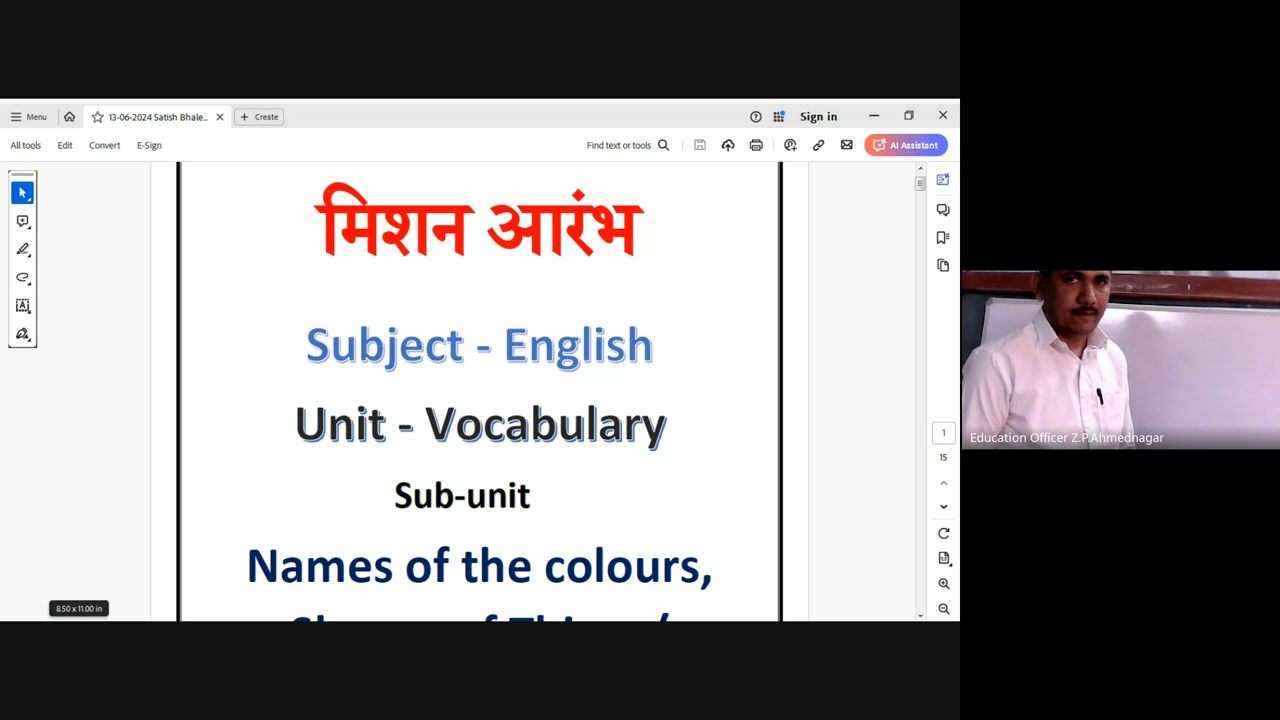 Menu
13-06-2024 Satish Bhale...
Create
Sign in
All tools
Edit
Convert
E-Sign
Find text or tools
AI Assistant
मिशन आरंभ
Subject - English
Unit - Vocabulary
Sub-unit
Names of the colours,
1
15
8.50 x 11.00 in
Education Officer Z.P.Ahmednagar